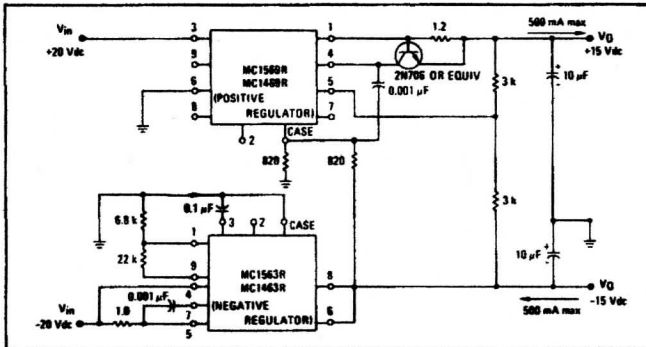 Vin
+20 Vdc
3
9
6
8
MC1569R
MC1469R
(POSITIVE
REGULATOR)
1
4
5
7
2
CASE
1.2
2N706 OR EQUIV
0.001 µF
500 mA max
VO
+15 Vdc
3 k
10 µF
+
-
820
820
3 k
6.8 k
22 k
0.1 µF
3
2
CASE
1
9
4
7
5
MC1563R
MC1463R
(NEGATIVE
REGULATOR)
8
6
0.001 µF
1.0
Vin
-20 Vdc
+
10 µF
-
VO
-15 Vdc
500 mA max